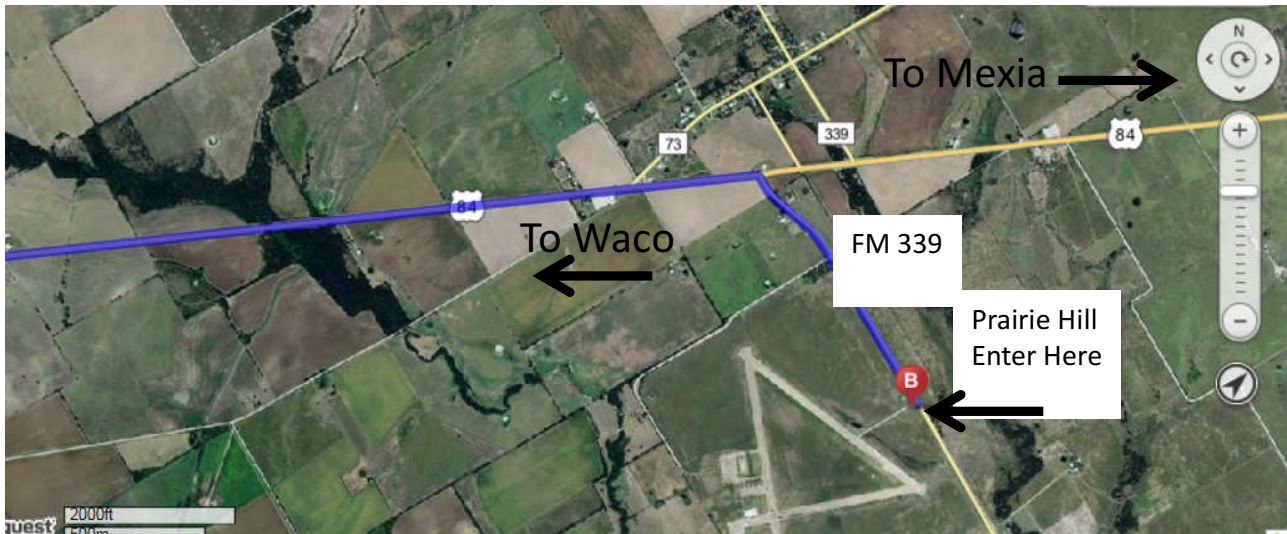 N
To Mexia
73
339
84
84
To Waco
FM 339
Prairie Hill
Enter Here
B
2000ft
quest
500m